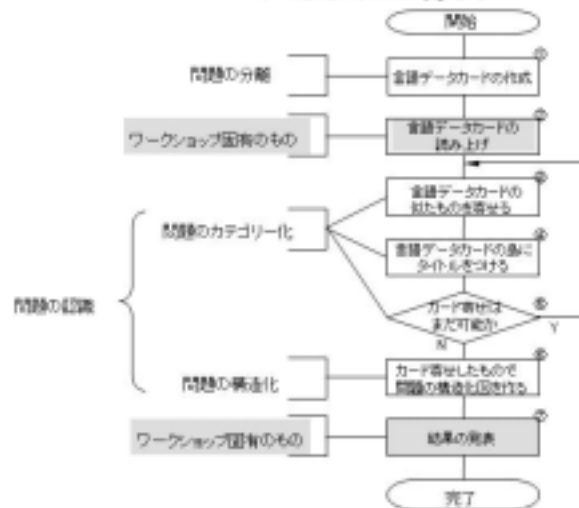 開始
①
問題の分離
言語データカードの作成
②
ワークショップ固有のもの
言語データカードの
読み上げ
③
言語データカードの
似たものを寄せる
問題のカテゴリー化
④
言語データカードの島に
タイトルをつける
問題の認識
⑤
カード寄せは
まだ可能か
Y
N
⑥
カード寄せしたもので
問題の構造化図を作る
問題の構造化
⑦
ワークショップ固有のもの
結果の発表
完了